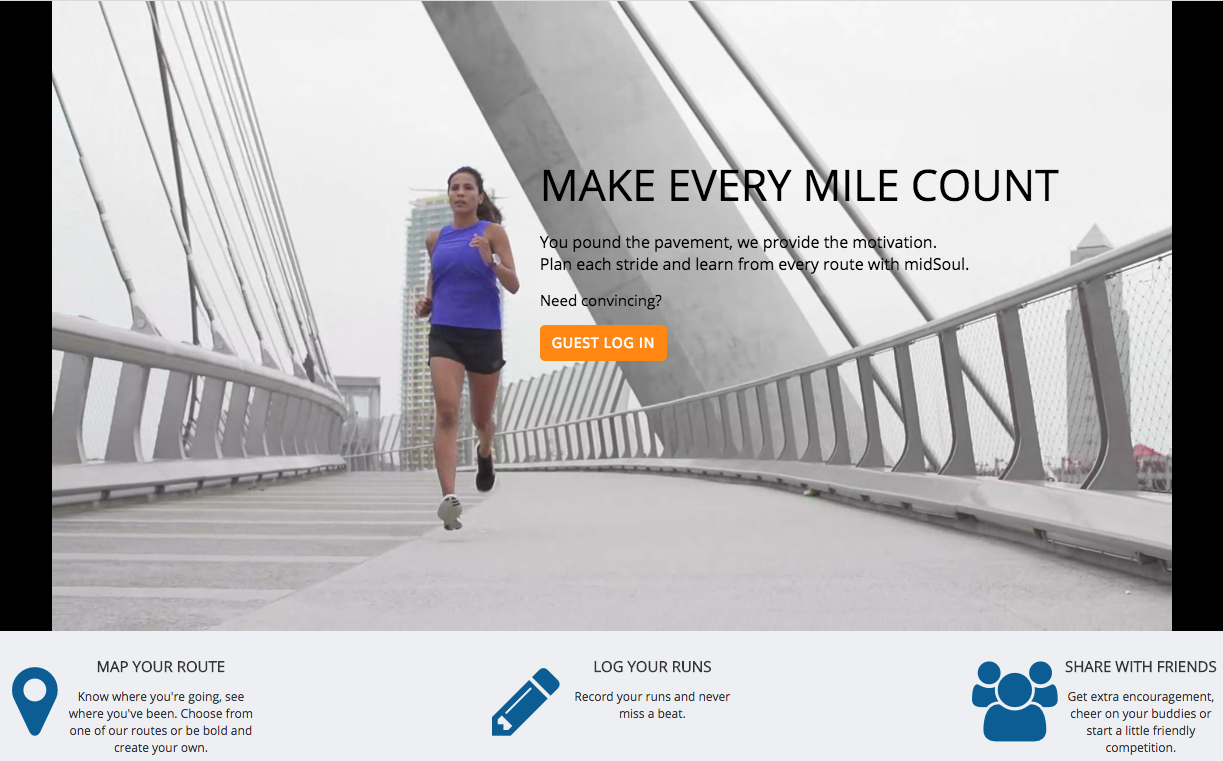 MAKE EVERY MILE COUNT
You pound the pavement, we provide the motivation.
Plan each stride and learn from every route with midSoul.
Need convincing?
GUEST LOG IN
MAP YOUR ROUTE
Know where you're going, see
where you've been. Choose from
one of our routes or be bold and
create your own.
LOG YOUR RUNS
Record your runs and never
miss a beat.
SHARE WITH FRIENDS
Get extra encouragement,
cheer on your buddies or
start a little friendly
competition.